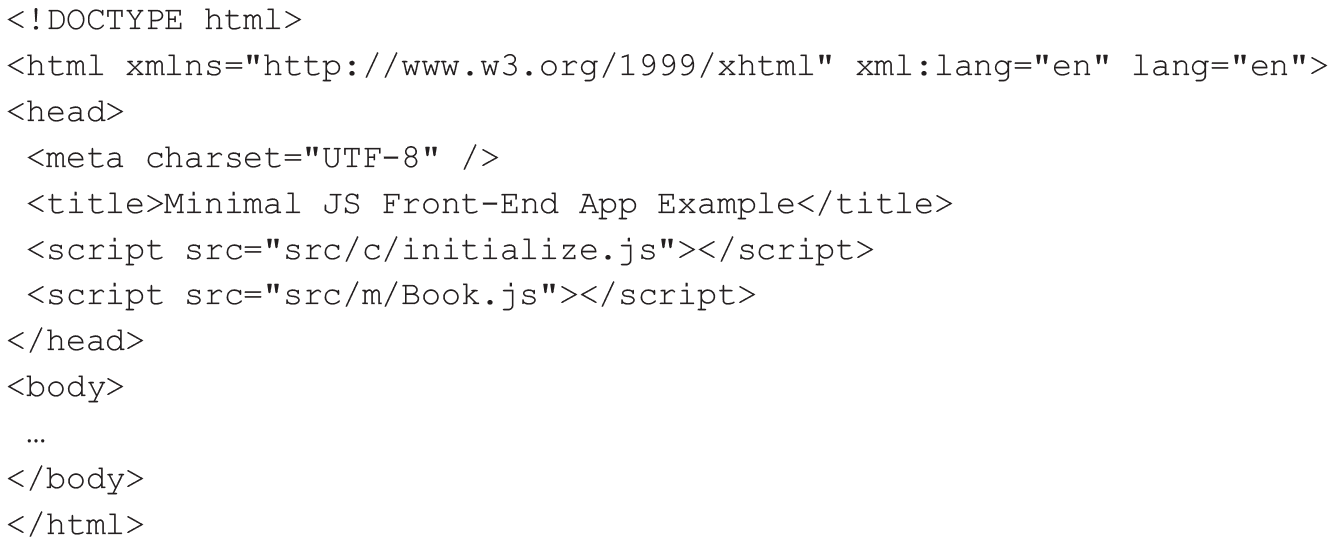 <!DOCTYPE html>
<html xmlns="http://www.w3.org/1999/xhtml" xml:lang="en" lang="en">
<head>
 <meta charset="UTF-8" />
 <title>Minimal JS Front-End App Example</title>
 <script src="src/c/initialize.js"></script>
 <script src="src/m/Book.js"></script>
</head>
<body>
 …
</body>
</html>